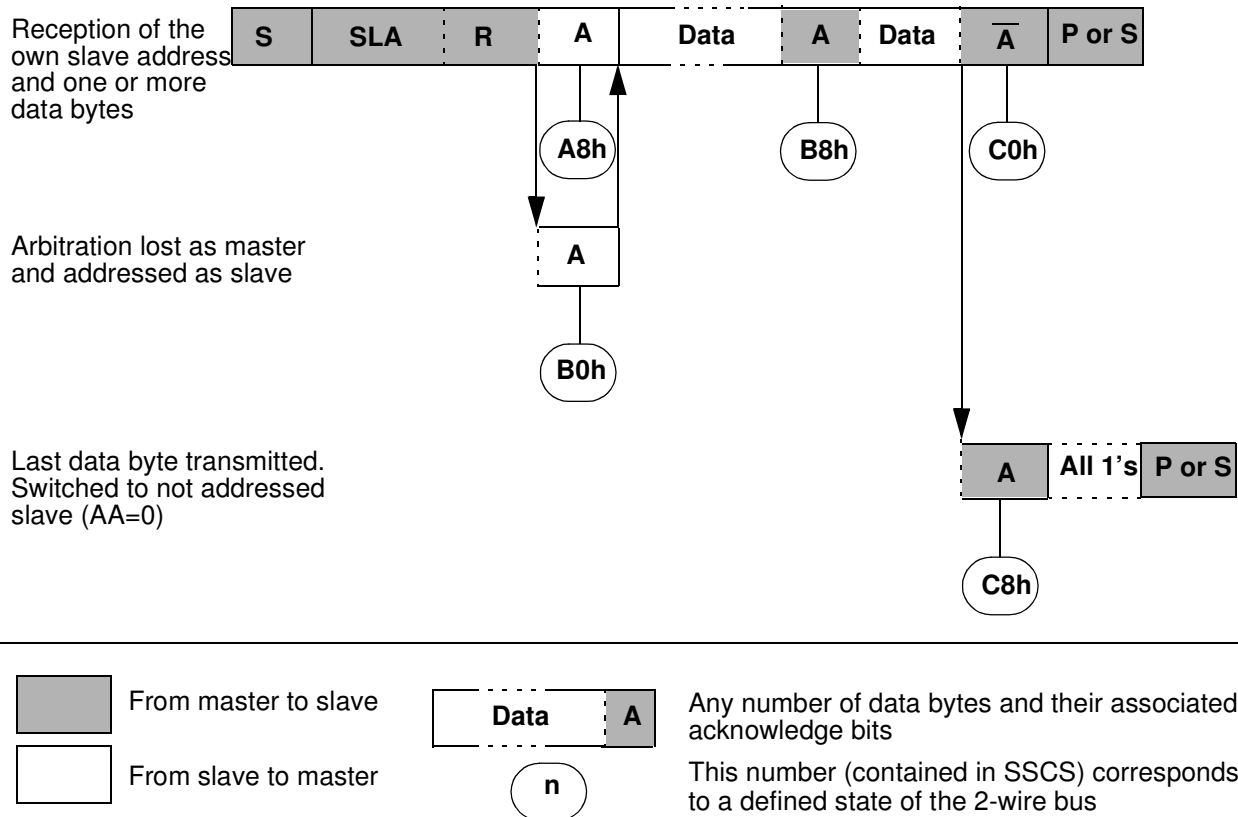 Reception of the
own slave address
and one or more
data bytes
S SLA R A Data A Data A̅ P or S
A8h B8h C0h
Arbitration lost as master
and addressed as slave
A
B0h
Last data byte transmitted.
Switched to not addressed
slave (AA=0)
A All 1's P or S
C8h
From master to slave
From slave to master
Data A
n
Any number of data bytes and their associated
acknowledge bits
This number (contained in SSCS) corresponds
to a defined state of the 2-wire bus